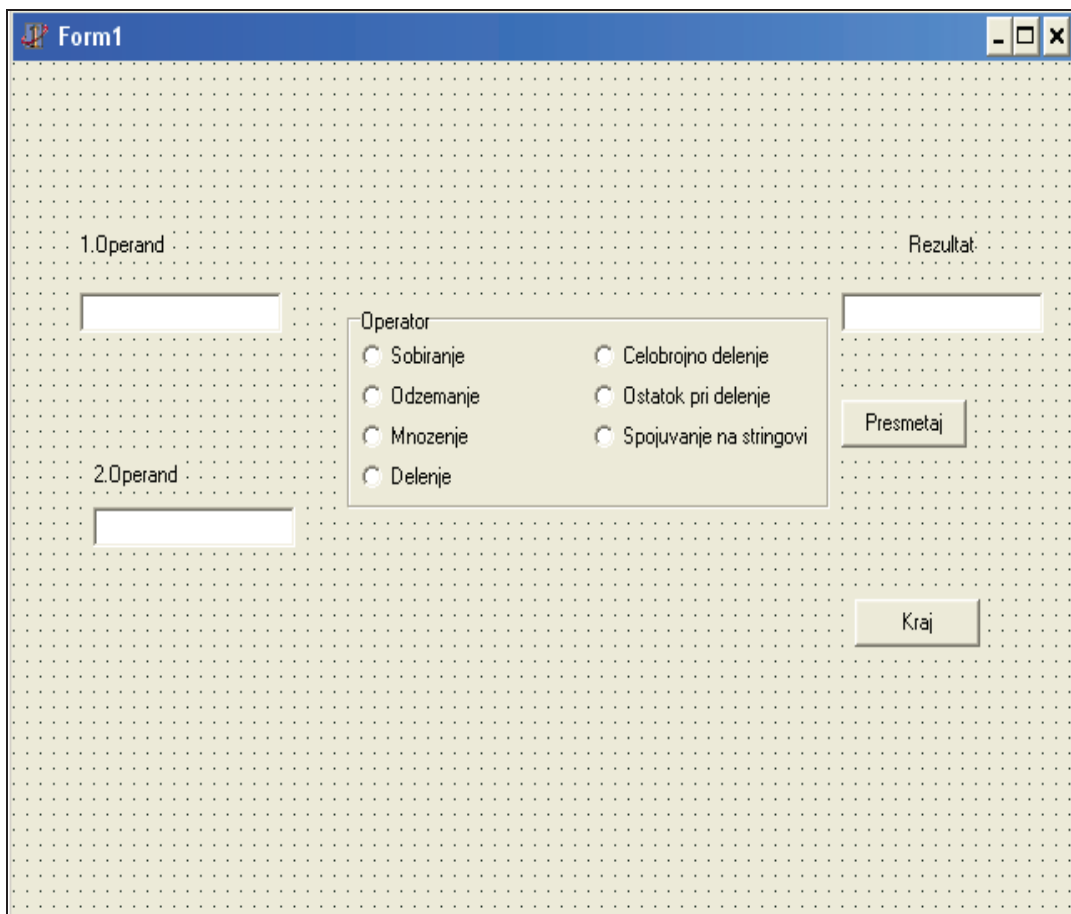 Form1
1.Operand
Rezultat
Operator
Sobiranje
Odzemanje
Mnozenje
Delenje
Celobrojno delenje
Ostatok pri delenje
Spojuvanje na stringovi
Presmetaj
2.Operand
Kraj